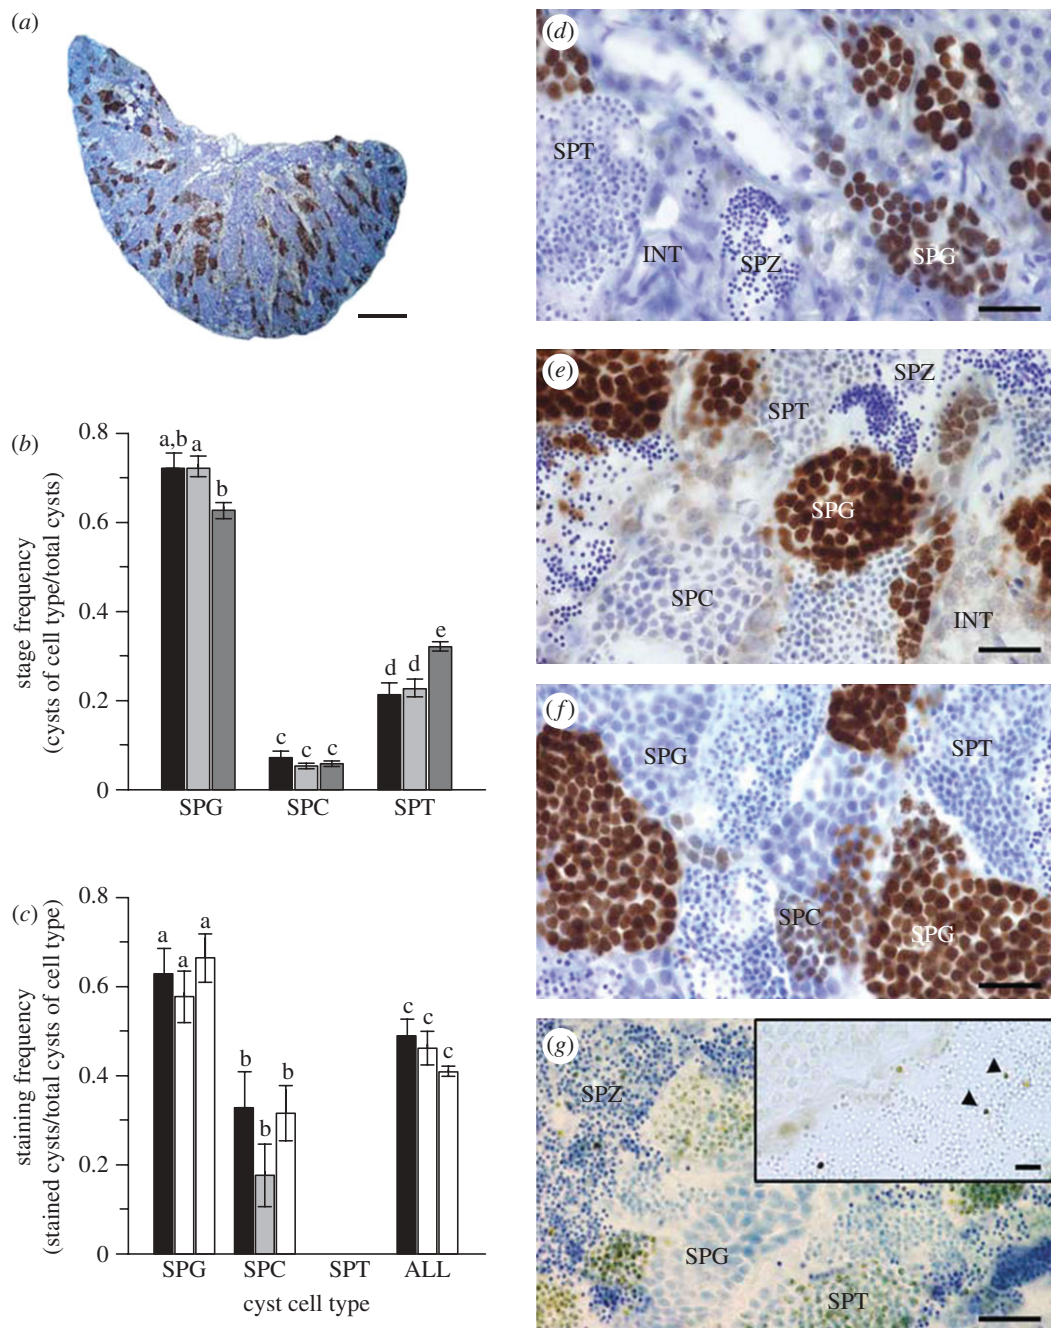 (a)
(b)
stage frequency
(cysts of cell type/total cysts)
0.8
0.6
0.4
0.2
0
a,b
a
b
c
c
c
d
d
e
SPG
SPC
SPT
(c)
staining frequency
(stained cysts/total cysts of cell type)
0.8
0.6
0.4
0.2
0
a
a
a
b
b
b
c
c
c
SPG
SPC
SPT
ALL
cyst cell type
(d)
SPT
INT
SPZ
SPG
(e)
SPZ
SPT
SPG
SPC
INT
(f)
SPG
SPT
SPC
SPG
(g)
SPZ
SPG
SPT